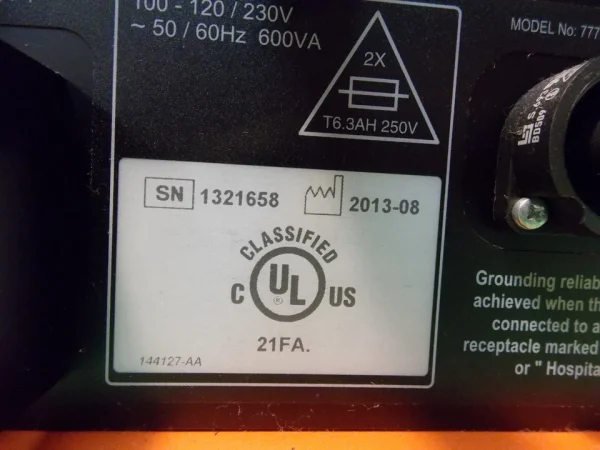 100 - 120 / 230V
~ 50 / 60Hz 600VA
2X
T6.3AH 250V
MODEL No: 777
SN 1321658
2013-08
CLASSIFIED
C UL US
®
21FA.
144127-AA
Grounding reliab
achieved when th
connected to a
receptacle marked
or " Hospita